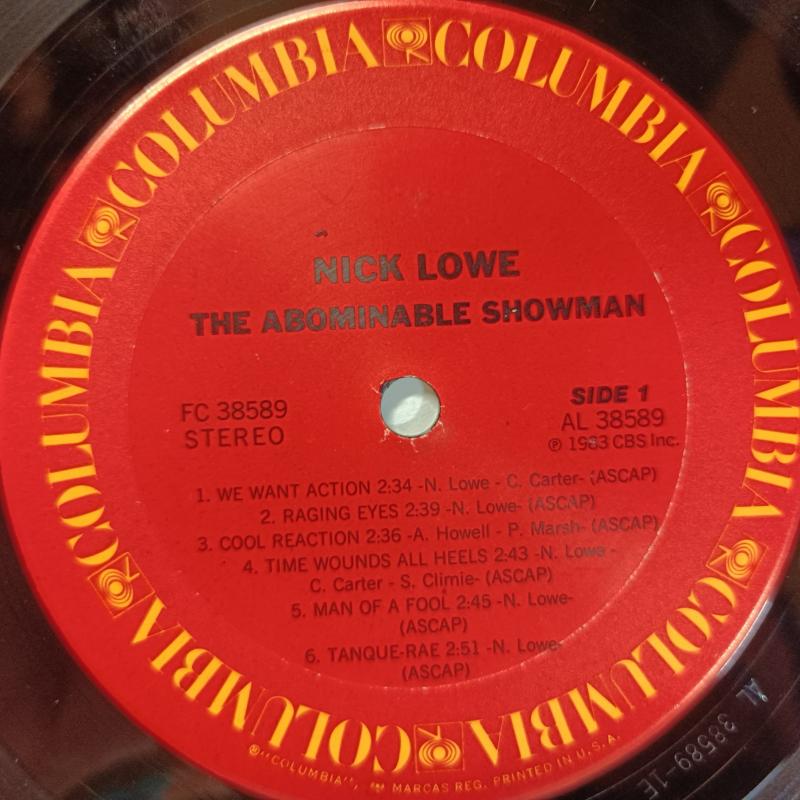 COLUMBIA COLUMBIA COLUMBIA COLUMBIA COLUMBIA COLUMBIA COLUMBIA COLUMBIA
NICK LOWE
THE ABOMINABLE SHOWMAN
FC 38589
STEREO
SIDE 1
AL 38589
℗ 1983 CBS Inc.
1. WE WANT ACTION 2:34 -N. Lowe - C. Carter- (ASCAP)
2. RAGING EYES 2:39 -N. Lowe- (ASCAP)
3. COOL REACTION 2:36 -A. Howell - P. Marsh- (ASCAP)
4. TIME WOUNDS ALL HEELS 2:43 -N. Lowe -
C. Carter - S. Climie- (ASCAP)
5. MAN OF A FOOL 2:45 -N. Lowe-
(ASCAP)
6. TANQUE-RAE 2:51 -N. Lowe-
(ASCAP)
®"COLUMBIA", MARCAS REG. PRINTED IN U.S.A.
AL 38589-1E